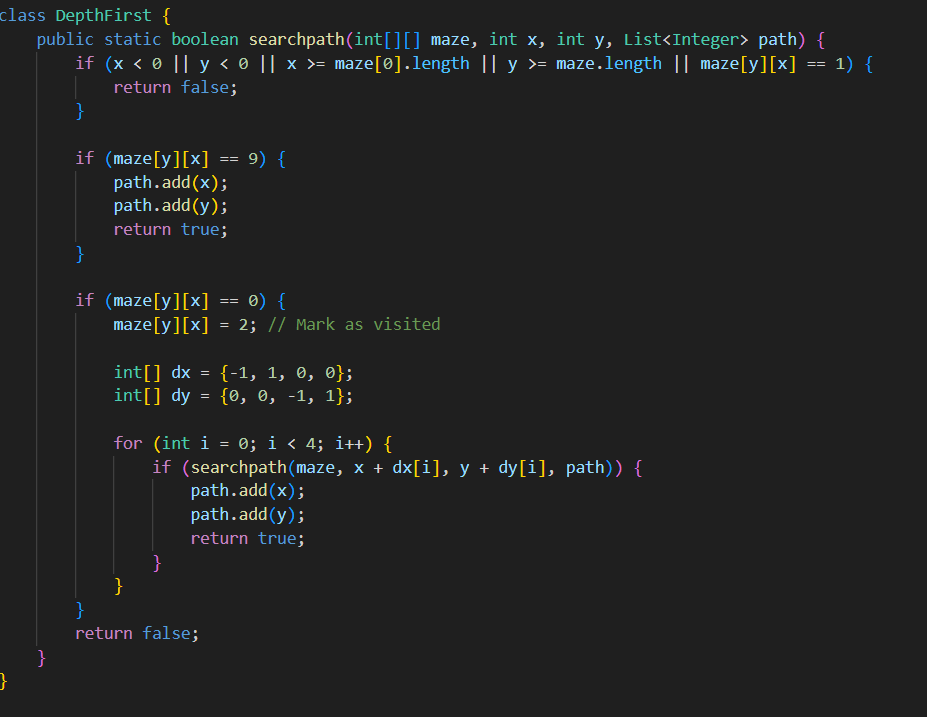 class DepthFirst {
    public static boolean searchpath(int[][] maze, int x, int y, List<Integer> path) {
        if (x < 0 || y < 0 || x >= maze[0].length || y >= maze.length || maze[y][x] == 1) {
            return false;
        }

        if (maze[y][x] == 9) {
            path.add(x);
            path.add(y);
            return true;
        }

        if (maze[y][x] == 0) {
            maze[y][x] = 2; // Mark as visited

            int[] dx = {-1, 1, 0, 0};
            int[] dy = {0, 0, -1, 1};

            for (int i = 0; i < 4; i++) {
                if (searchpath(maze, x + dx[i], y + dy[i], path)) {
                    path.add(x);
                    path.add(y);
                    return true;
                }
            }
        }
        return false;
    }
}